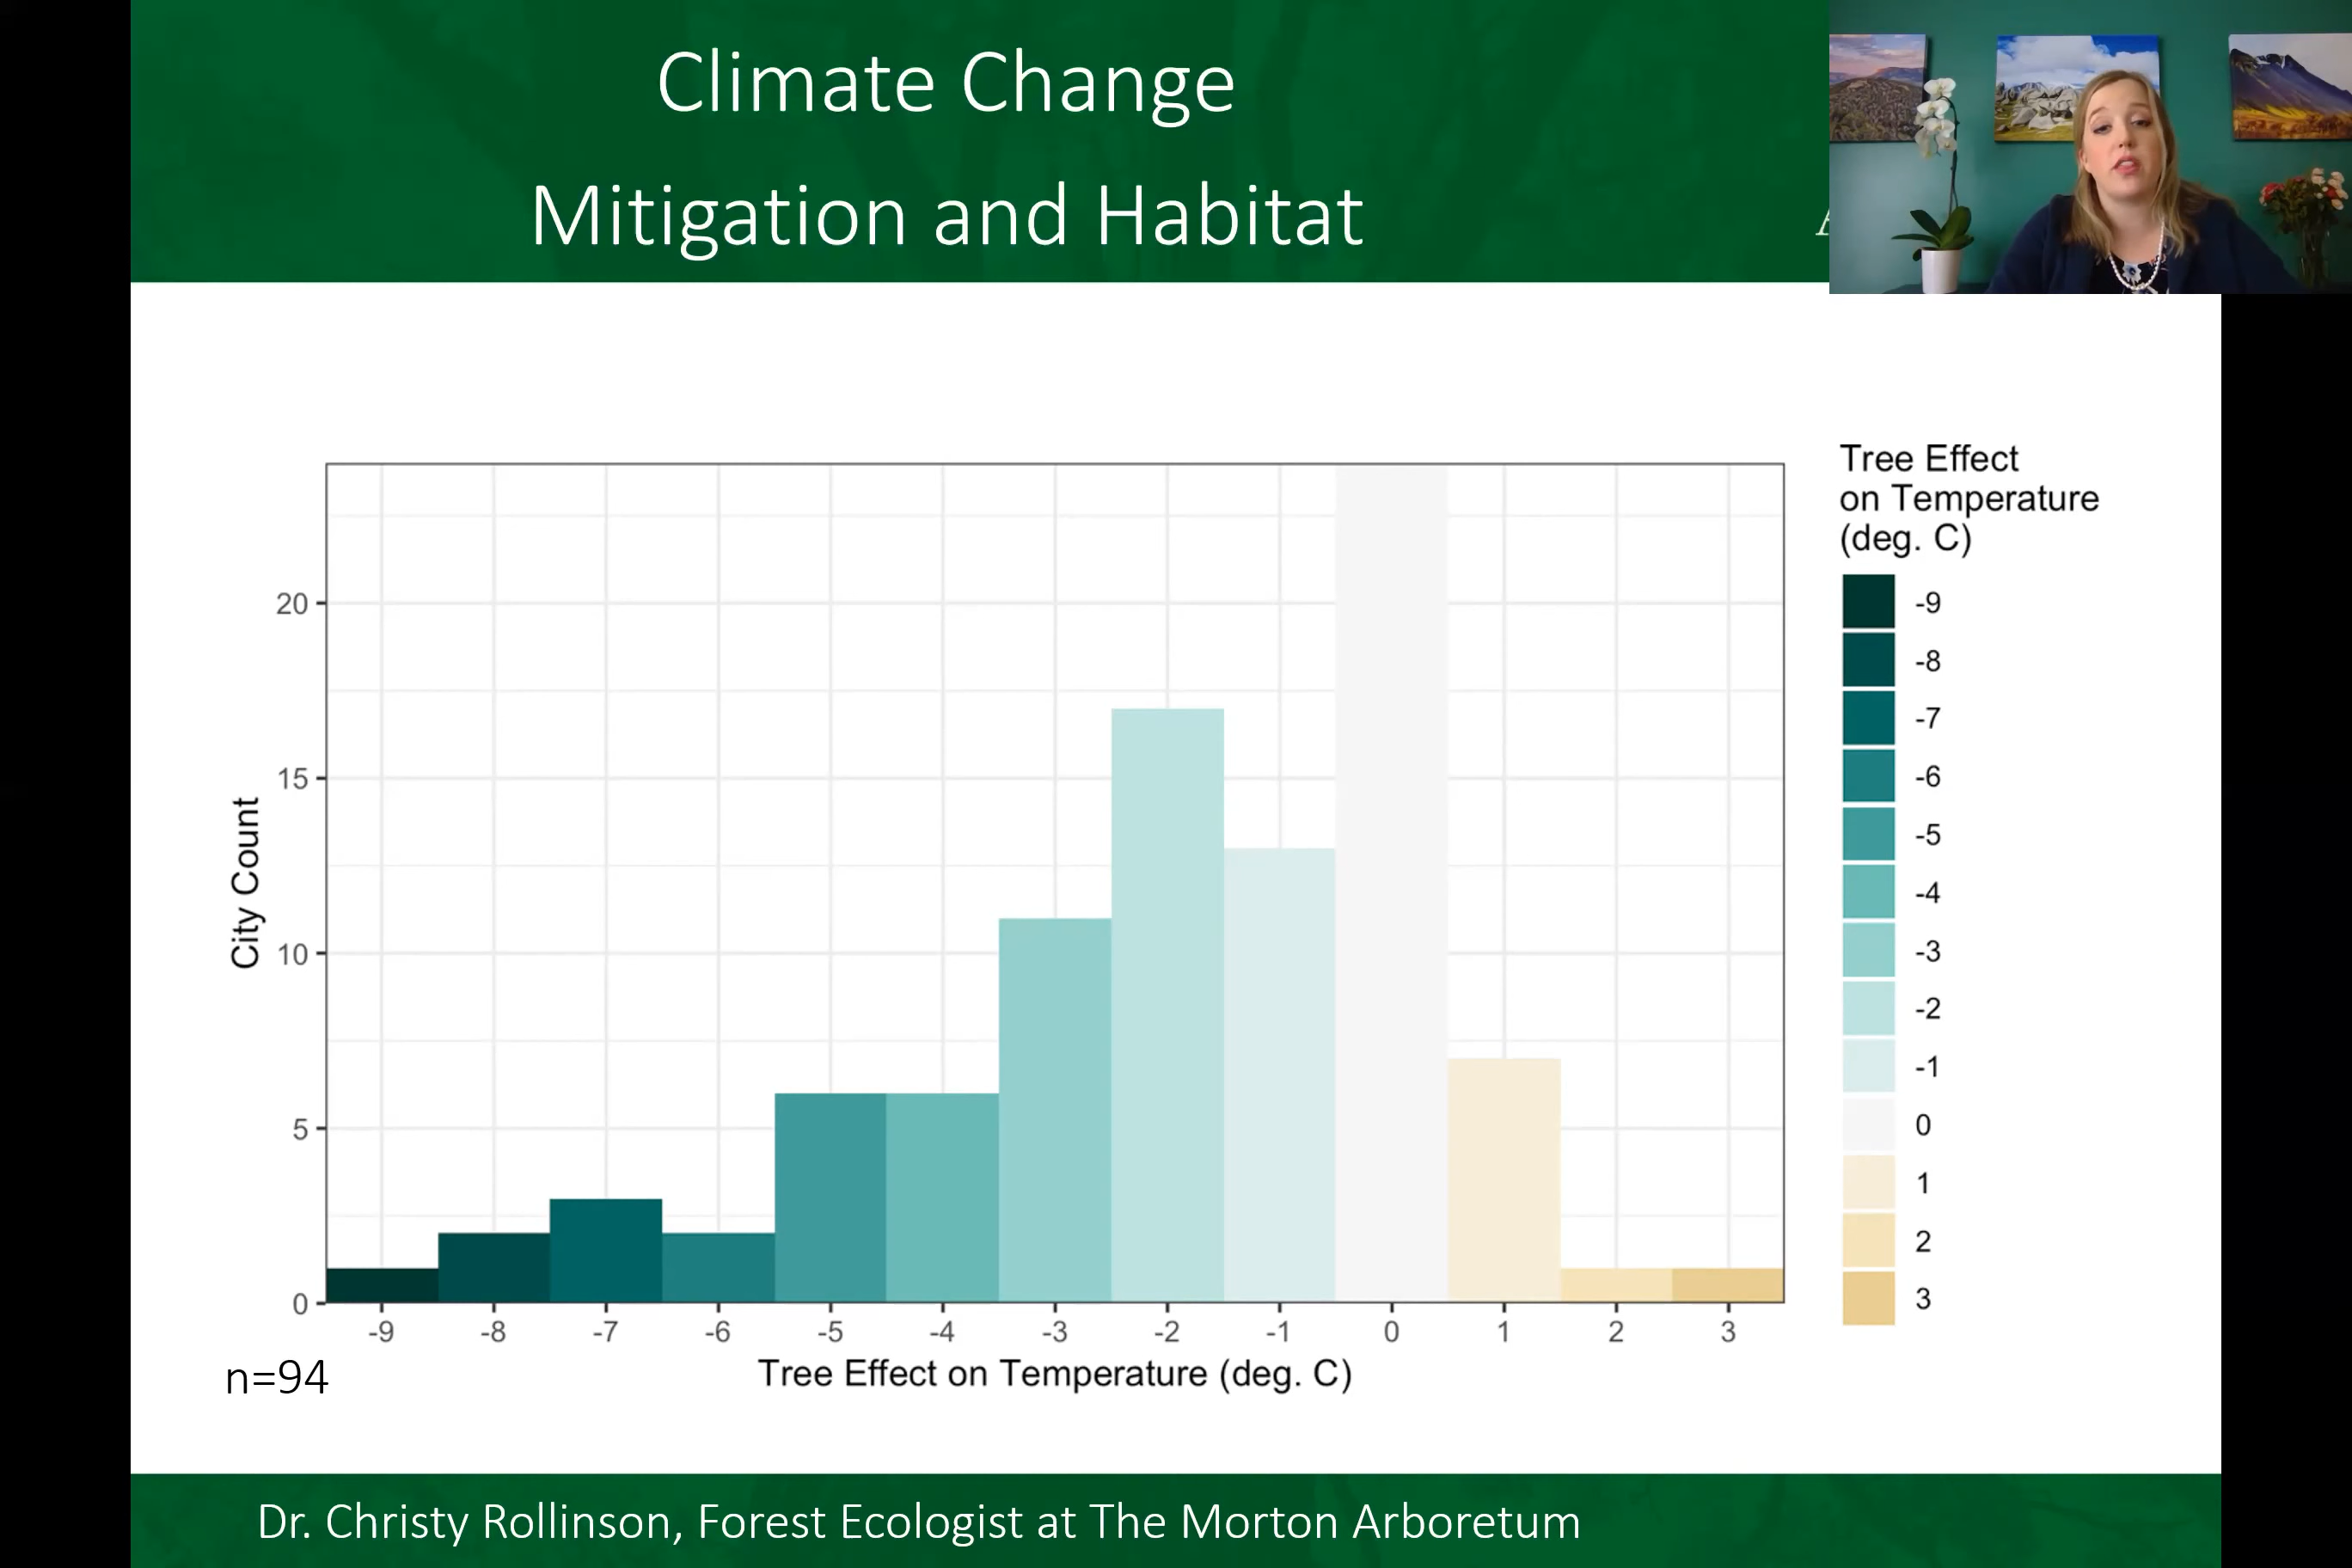 Climate Change
Mitigation and Habitat
A
Tree Effect
on Temperature
(deg. C)
-9
-8
-7
-6
-5
-4
-3
-2
-1
0
1
2
3
20
15
10
5
0
City Count
-9 -8 -7 -6 -5 -4 -3 -2 -1 0 1 2 3
Tree Effect on Temperature (deg. C)
n=94
Dr. Christy Rollinson, Forest Ecologist at The Morton Arboretum